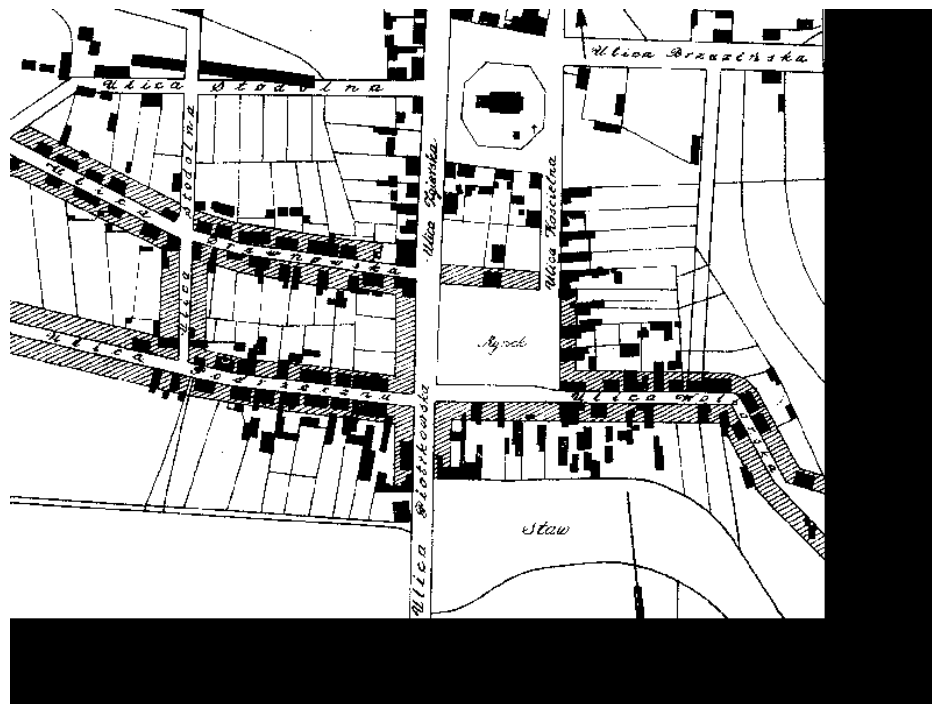 Ulica Brzezińska
Ulica Stodolna
Ulica Stodolna
Ulica Zgierska
Ulica Kościelna
Ulica Drewnowska
Rynek
Ulica Podrzeczna
Ulica Wolborska
Ulica Piotrkowska
Staw